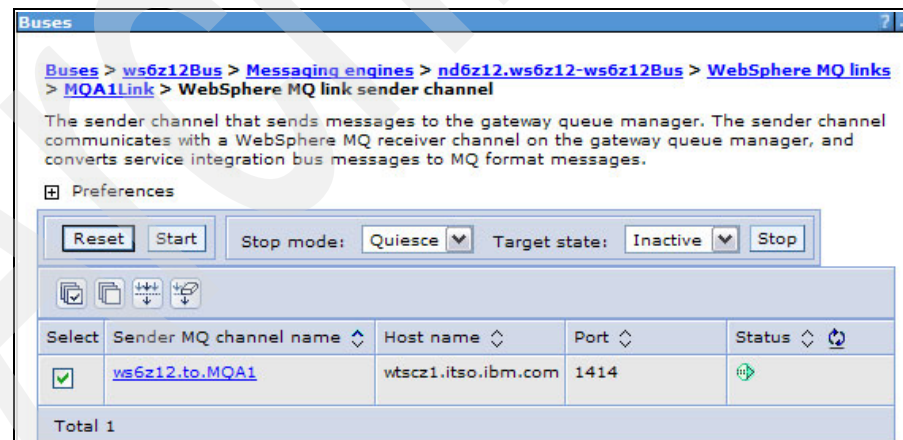 Buses ?
Buses > ws6z12Bus > Messaging engines > nd6z12.ws6z12-ws6z12Bus > WebSphere MQ links
> MQA1Link > WebSphere MQ link sender channel
The sender channel that sends messages to the gateway queue manager. The sender channel
communicates with a WebSphere MQ receiver channel on the gateway queue manager, and
converts service integration bus messages to MQ format messages.
Preferences
Reset Start Stop mode: Quiesce Target state: Inactive Stop
Select Sender MQ channel name Host name Port Status
ws6z12.to.MQA1 wtscz1.itso.ibm.com 1414
Total 1